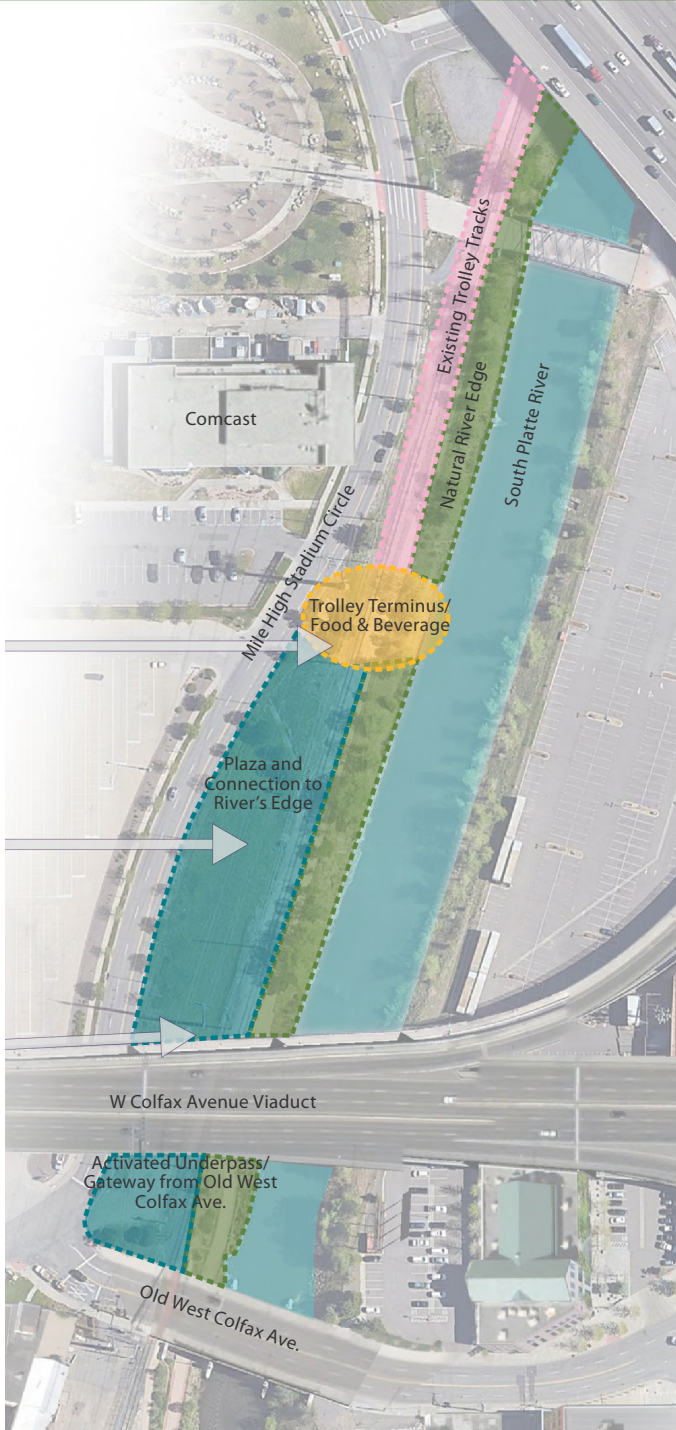 Existing Trolley Tracks
Natural River Edge
South Platte River
Comcast
Mile High Stadium Circle
Trolley Terminus/
Food & Beverage
Plaza and
Connection to
River's Edge
W Colfax Avenue Viaduct
Activated Underpass/
Gateway from Old West
Colfax Ave.
Old West Colfax Ave.